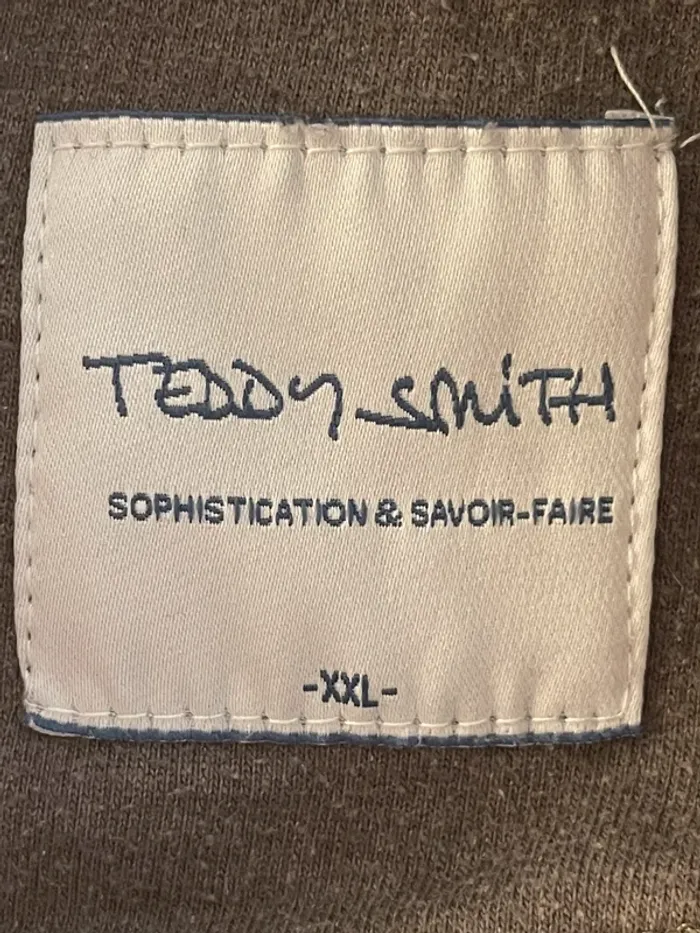 TEDDY SMiTH
SOPHISTICATION & SAVOIR-FAIRE
-XXL-